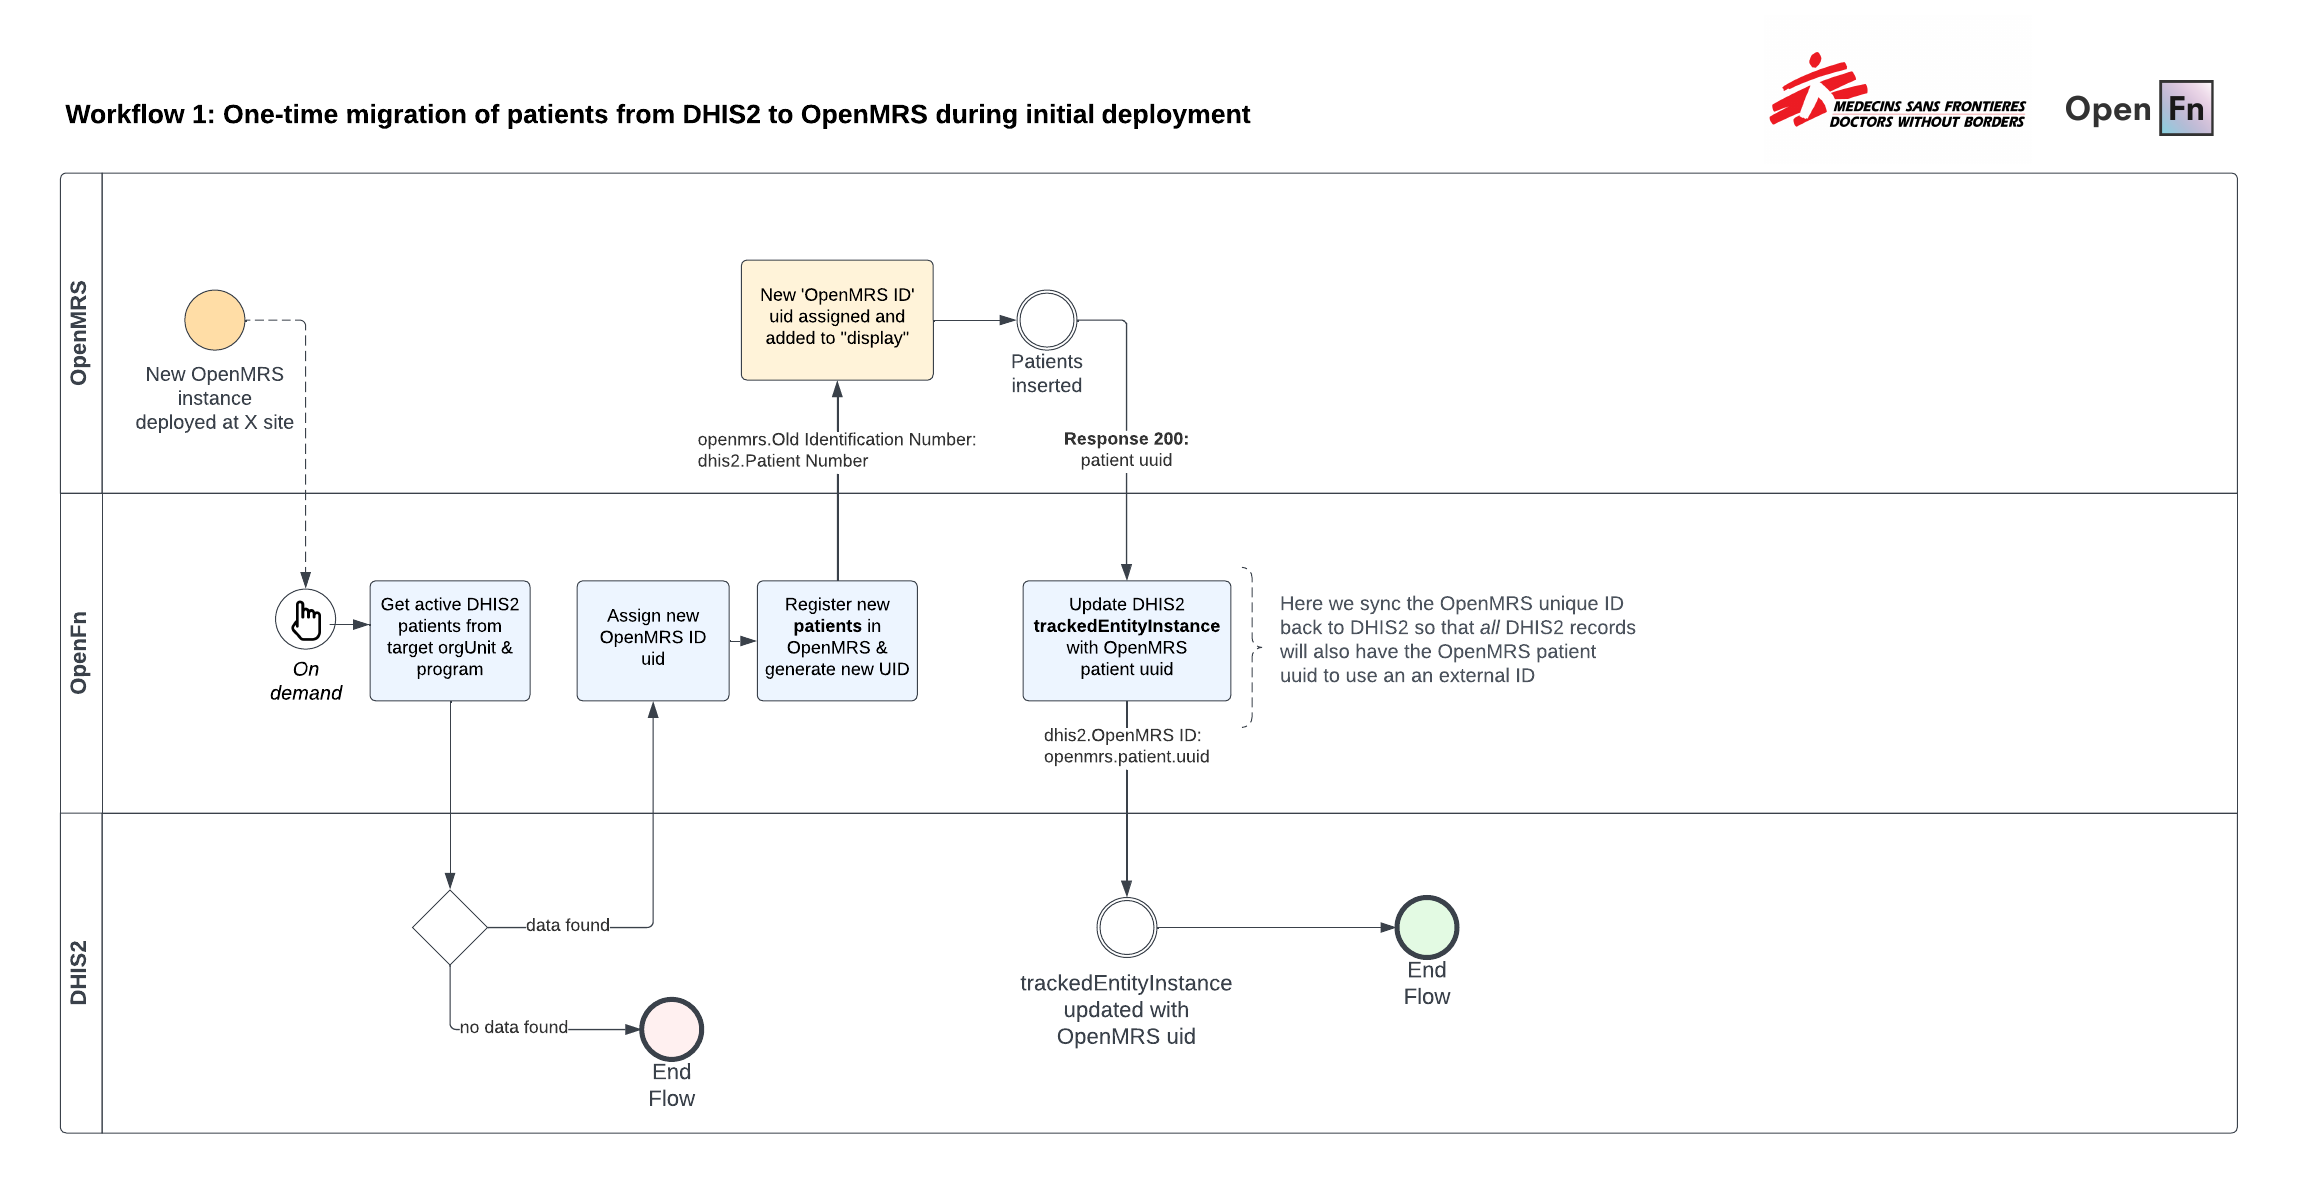 Workflow 1: One-time migration of patients from DHIS2 to OpenMRS during initial deployment
MEDECINS SANS FRONTIERES
DOCTORS WITHOUT BORDERS
Open Fn
OpenMRS
New OpenMRS
instance
deployed at X site
New 'OpenMRS ID'
uid assigned and
added to "display"
Patients
inserted
openmrs.Old Identification Number:
dhis2.Patient Number
Response 200:
patient uuid
OpenFn
On
demand
Get active DHIS2
patients from
target orgUnit &
program
Assign new
OpenMRS ID
uid
Register new
patients in
OpenMRS &
generate new UID
Update DHIS2
trackedEntityInstance
with OpenMRS
patient uuid
Here we sync the OpenMRS unique ID
back to DHIS2 so that all DHIS2 records
will also have the OpenMRS patient
uuid to use an an external ID
dhis2.OpenMRS ID:
openmrs.patient.uuid
DHIS2
data found
no data found
End
Flow
trackedEntityInstance
updated with
OpenMRS uid
End
Flow